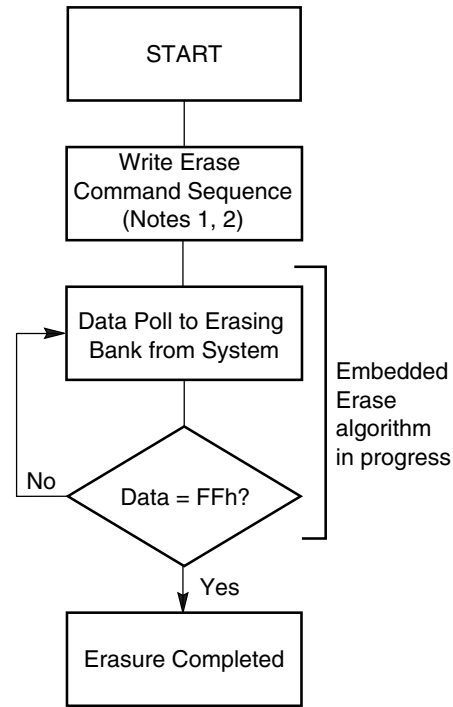 START
Write Erase
Command Sequence
(Notes 1, 2)
Data Poll to Erasing
Bank from System
Embedded
Erase
algorithm
in progress
No
Data = FFh?
Yes
Erasure Completed